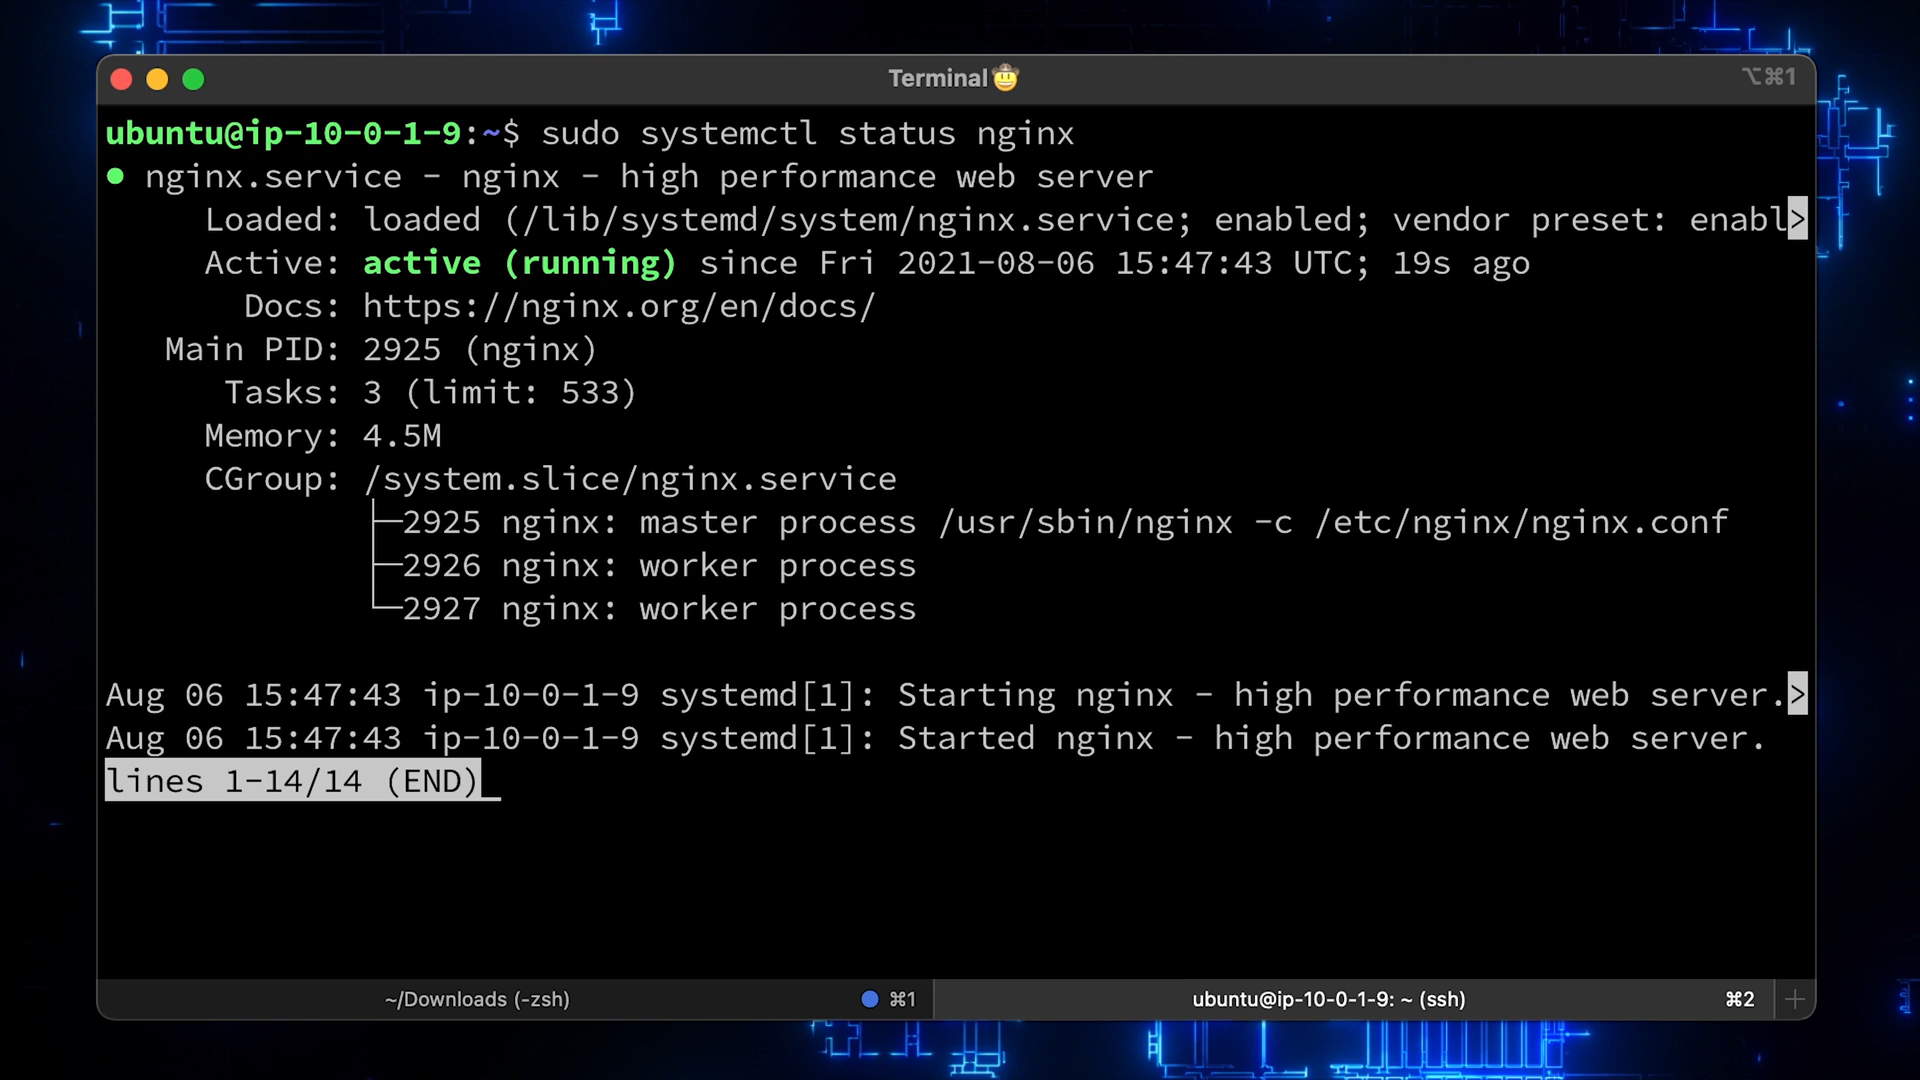 Terminal🤠
⌥⌘1
ubuntu@ip-10-0-1-9:~$ sudo systemctl status nginx
● nginx.service - nginx - high performance web server
Loaded: loaded (/lib/systemd/system/nginx.service; enabled; vendor preset: enabl>
Active: active (running) since Fri 2021-08-06 15:47:43 UTC; 19s ago
Docs: https://nginx.org/en/docs/
Main PID: 2925 (nginx)
Tasks: 3 (limit: 533)
Memory: 4.5M
CGroup: /system.slice/nginx.service
├─2925 nginx: master process /usr/sbin/nginx -c /etc/nginx/nginx.conf
├─2926 nginx: worker process
└─2927 nginx: worker process
Aug 06 15:47:43 ip-10-0-1-9 systemd[1]: Starting nginx - high performance web server.>
Aug 06 15:47:43 ip-10-0-1-9 systemd[1]: Started nginx - high performance web server.
lines 1-14/14 (END)
~/Downloads (-zsh) ⌘1
ubuntu@ip-10-0-1-9: ~ (ssh) ⌘2 +